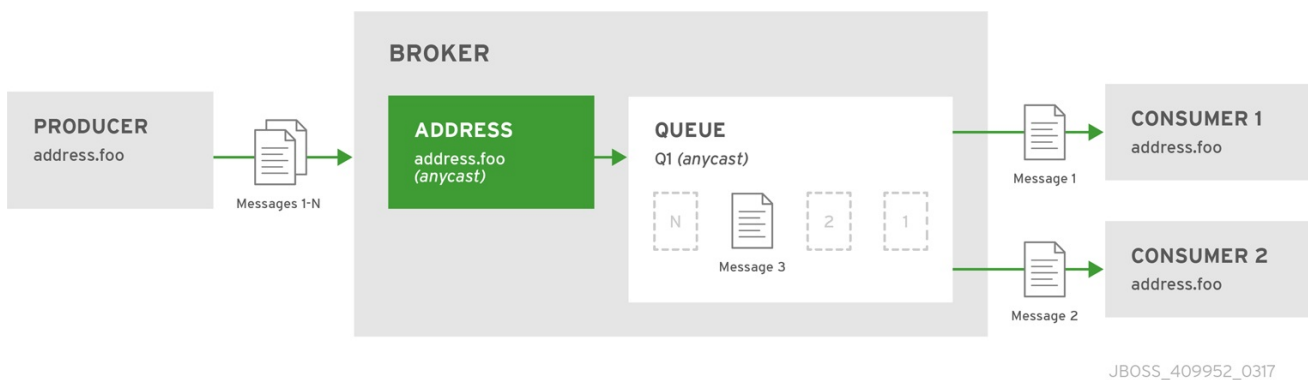 BROKER
PRODUCER
address.foo
Messages 1-N
ADDRESS
address.foo
(anycast)
QUEUE
Q1 (anycast)
N
2
1
Message 3
Message 1
CONSUMER 1
address.foo
Message 2
CONSUMER 2
address.foo
JBOSS_409952_0317